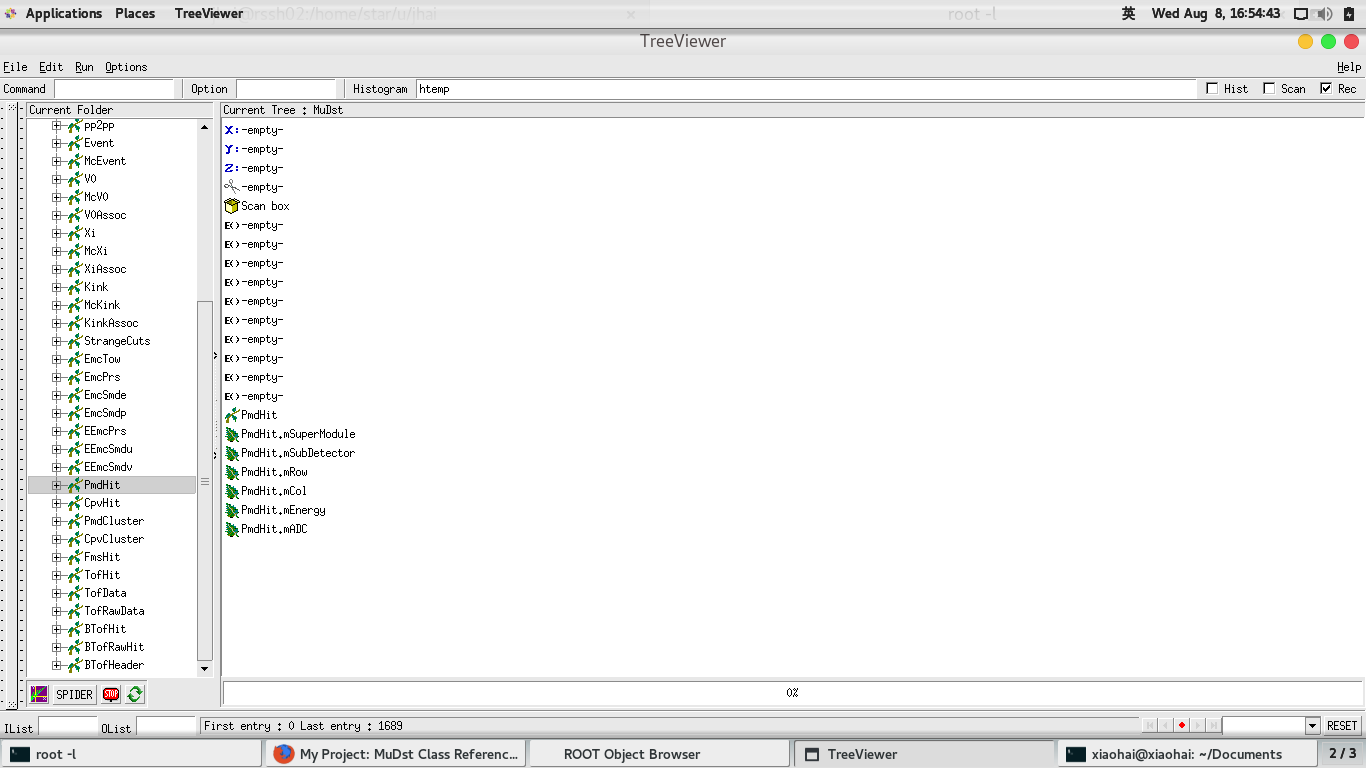 Applications Places TreeViewer @rssh02:/home/star/u/jhai root -l 英 Wed Aug 8, 16:54:43
TreeViewer
File Edit Run Options Help
Command Option Histogram htemp Hist Scan Rec
Current Folder
pp2pp
Event
McEvent
V0
McV0
V0Assoc
Xi
McXi
XiAssoc
Kink
McKink
KinkAssoc
StrangeCuts
EmcTow
EmcPrs
EmcSmde
EmcSmdp
EEmcPrs
EEmcSmdu
EEmcSmdv
PmdHit
CpvHit
PmdCluster
CpvCluster
FmsHit
TofHit
TofData
TofRawData
BTofHit
BTofRawHit
BTofHeader
SPIDER STOP
Current Tree : MuDst
X: -empty-
Y: -empty-
Z: -empty-
-empty-
Scan box
E() -empty-
E() -empty-
E() -empty-
E() -empty-
E() -empty-
E() -empty-
E() -empty-
E() -empty-
E() -empty-
E() -empty-
PmdHit
PmdHit.mSuperModule
PmdHit.mSubDetector
PmdHit.mRow
PmdHit.mCol
PmdHit.mEnergy
PmdHit.mADC
0%
IList OList First entry : 0 Last entry : 1689 RESET
root -l My Project: MuDst Class Referenc... ROOT Object Browser TreeViewer xiaohai@xiaohai: ~/Documents 2 / 3